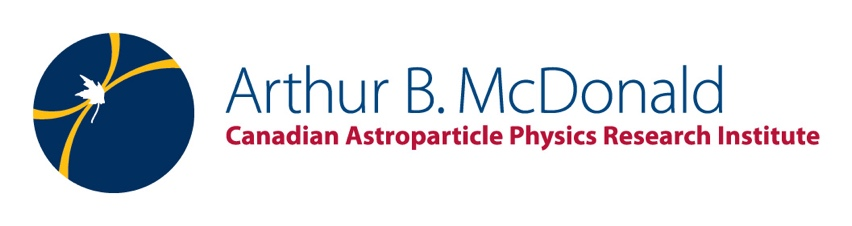 Arthur B. McDonald
Canadian Astroparticle Physics Research Institute